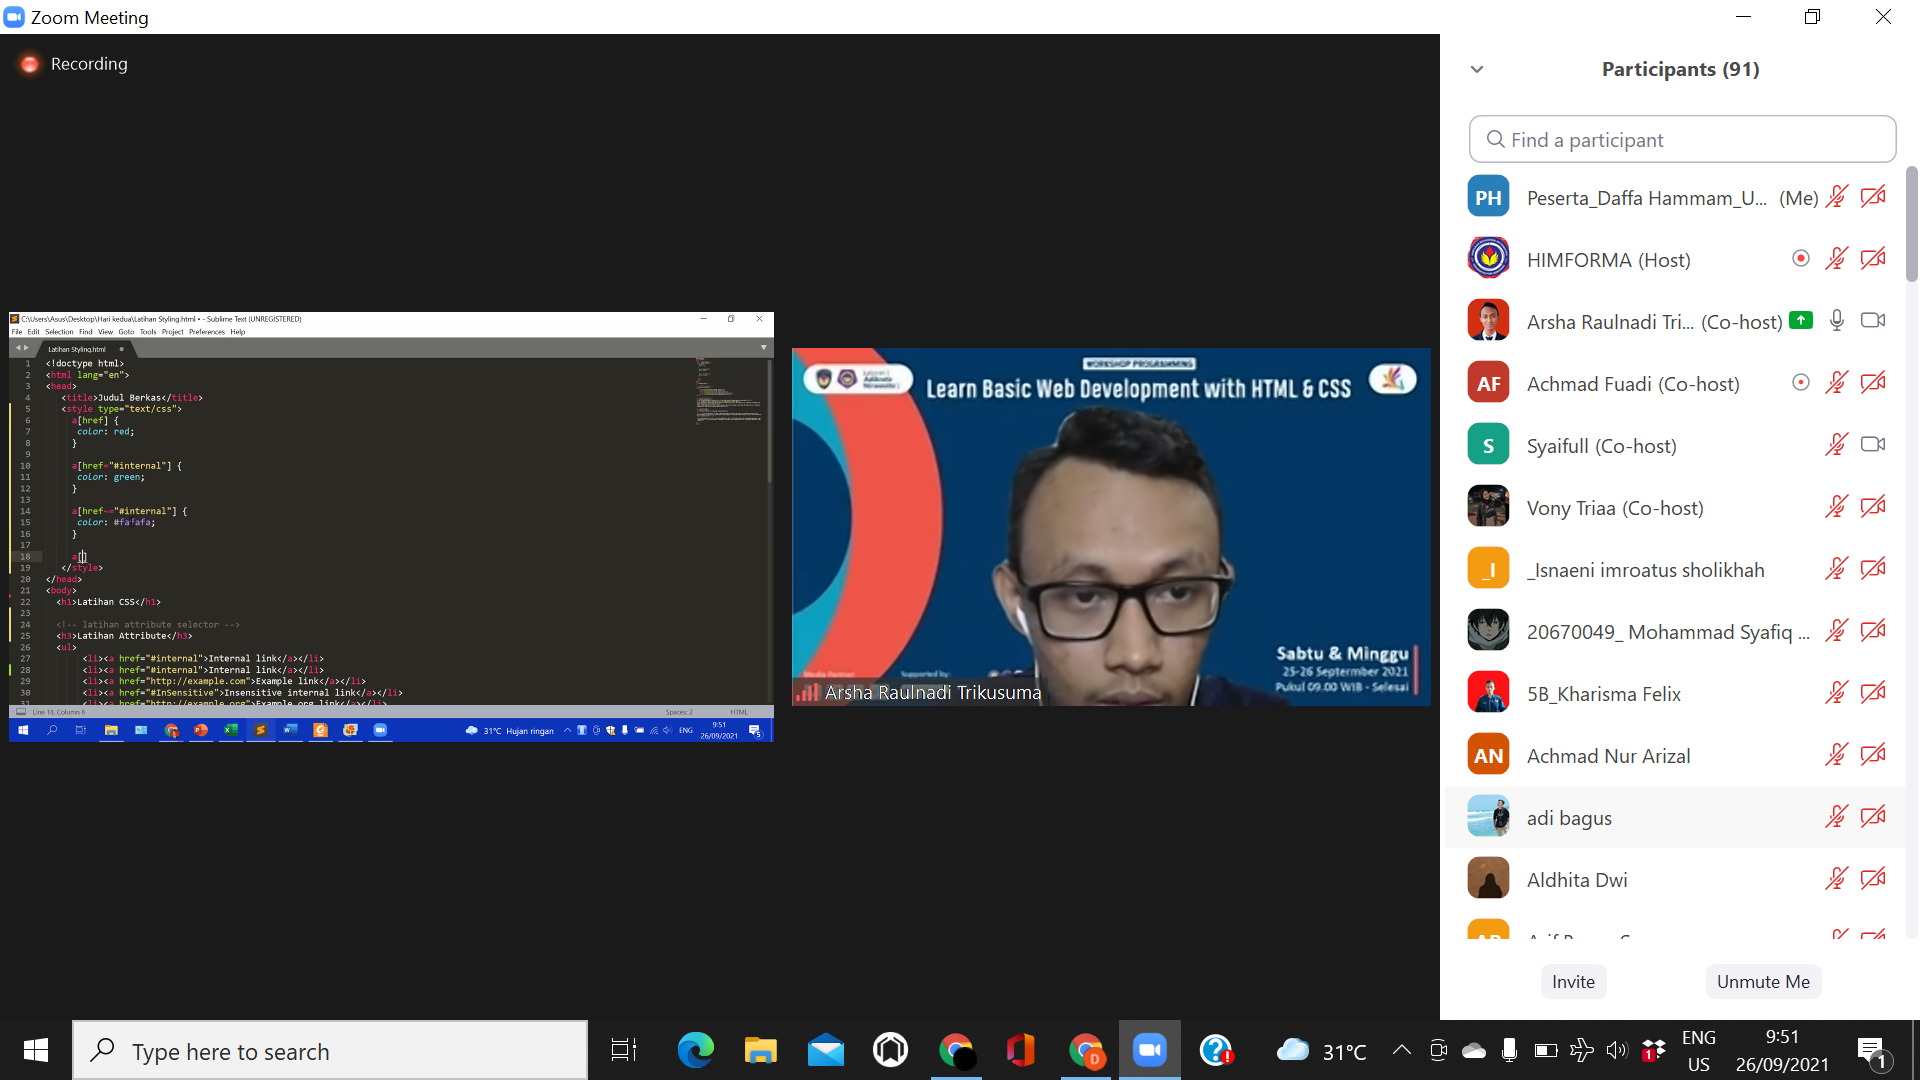 Zoom Meeting
Recording
C:\Users\Asus\Desktop\Hari kedua\Latihan Styling.html • - Sublime Text (UNREGISTERED)
File Edit Selection Find View Goto Tools Project Preferences Help
Latihan Styling.html
1 <!doctype html>
2 <html lang="en">
3 <head>
4 <title>Judul Berkas</title>
5 <style type="text/css">
6 a[href] {
7 color: red;
8 }
9
10 a[href="#internal"] {
11 color: green;
12 }
13
14 a[href~="#internal"] {
15 color: #fafafa;
16 }
17
18 a[]
19 </style>
20 </head>
21 <body>
22 <h1>Latihan CSS</h1>
23
24 <!-- latihan attribute selector -->
25 <h3>Latihan Attribute</h3>
26 <ul>
27 <li><a href="#internal">Internal link</a></li>
28 <li><a href="#internal">Internal link</a></li>
29 <li><a href="http://example.com">Example link</a></li>
30 <li><a href="#InSensitive">Insensitive internal link</a></li>
31 <li><a href="http://example.org">Example org link</a></li>
Line 18, Column 8
Spaces: 2
HTML
31°C Hujan ringan
ENG
9:51
26/09/2021
5
WORKSHOP PROGRAMMING
Learn Basic Web Development with HTML & CSS
Sabtu & Minggu
25-26 September 2021
Pukul 09.00 WIB - Selesai
Media Partner:
Supported by:
Arsha Raulnadi Trikusuma
Participants (91)
Find a participant
PH Peserta_Daffa Hammam_U... (Me)
HIMFORMA (Host)
Arsha Raulnadi Tri... (Co-host)
AF Achmad Fuadi (Co-host)
S Syaifull (Co-host)
Vony Triaa (Co-host)
_I _Isnaeni imroatus sholikhah
20670049_ Mohammad Syafiq ...
5B_Kharisma Felix
AN Achmad Nur Arizal
adi bagus
Aldhita Dwi
Invite
Unmute Me
Type here to search
D
31°C
1
ENG
US
9:51
26/09/2021
1